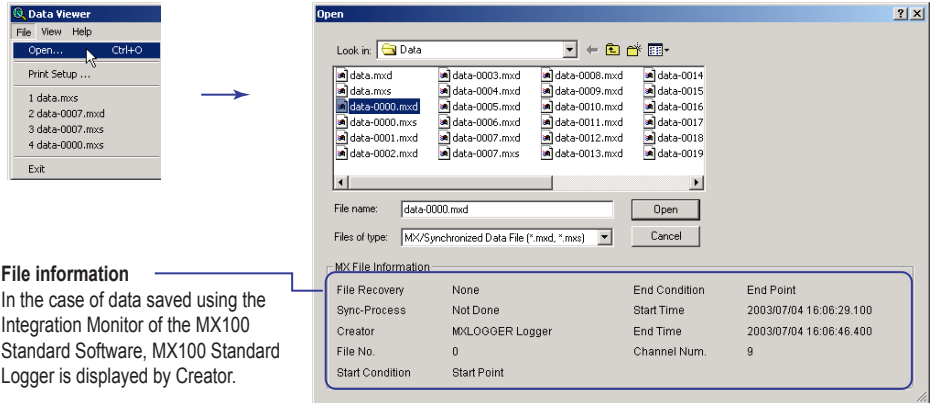 Data Viewer
File View Help
Open... Ctrl+O
Print Setup ...
1 data.mxs
2 data-0007.mxd
3 data-0007.mxs
4 data-0000.mxs
Exit
Open
Look in: Data
data.mxd data-0003.mxd data-0008.mxd data-0014
data.mxs data-0004.mxd data-0009.mxd data-0015
data-0000.mxd data-0005.mxd data-0010.mxd data-0016
data-0000.mxs data-0006.mxd data-0011.mxd data-0017
data-0001.mxd data-0007.mxd data-0012.mxd data-0018
data-0002.mxd data-0007.mxs data-0013.mxd data-0019
File name: data-0000.mxd Open
Files of type: MX/Synchronized Data File (*.mxd, *.mxs) Cancel
MX File Information
File Recovery None End Condition End Point
Sync-Process Not Done Start Time 2003/07/04 16:06:29.100
Creator MXLOGGER Logger End Time 2003/07/04 16:06:46.400
File No. 0 Channel Num. 9
Start Condition Start Point
File information
In the case of data saved using the
Integration Monitor of the MX100
Standard Software, MX100 Standard
Logger is displayed by Creator.